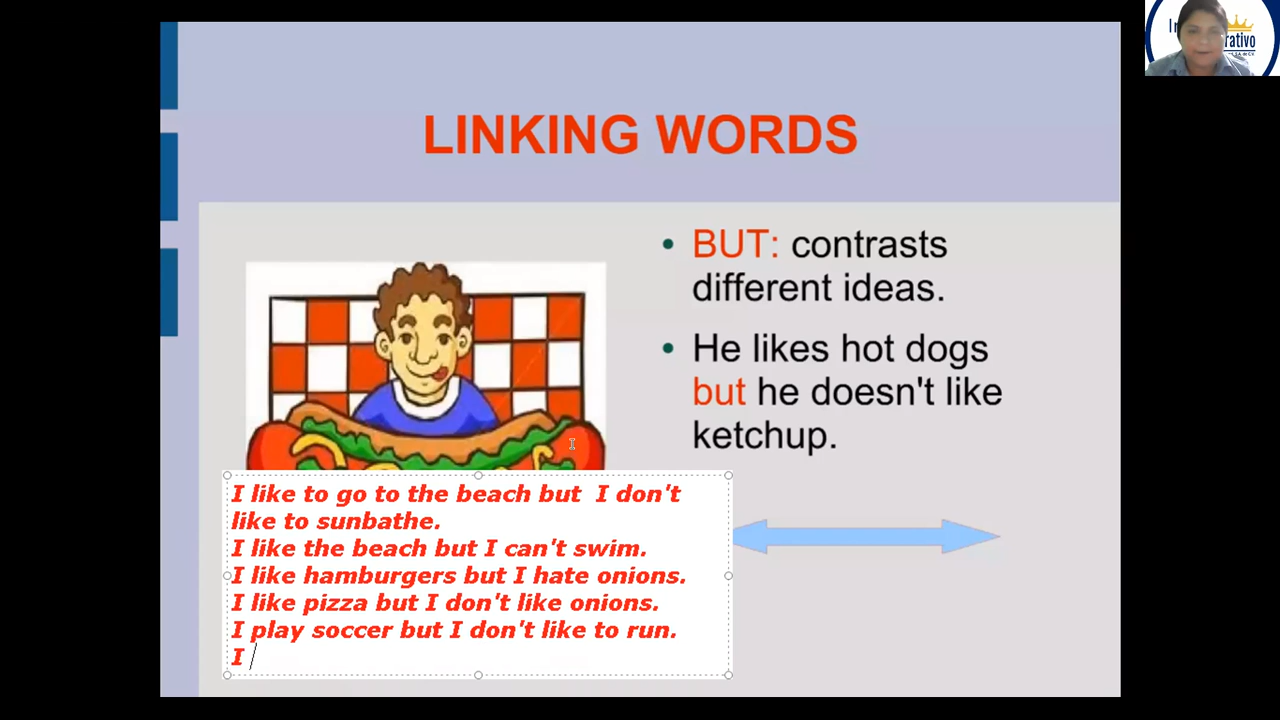 LINKING WORDS
• BUT: contrasts
different ideas.
• He likes hot dogs
but he doesn't like
ketchup.
I like to go to the beach but  I don't
like to sunbathe.
I like the beach but I can't swim.
I like hamburgers but I hate onions.
I like pizza but I don't like onions.
I play soccer but I don't like to run.
I